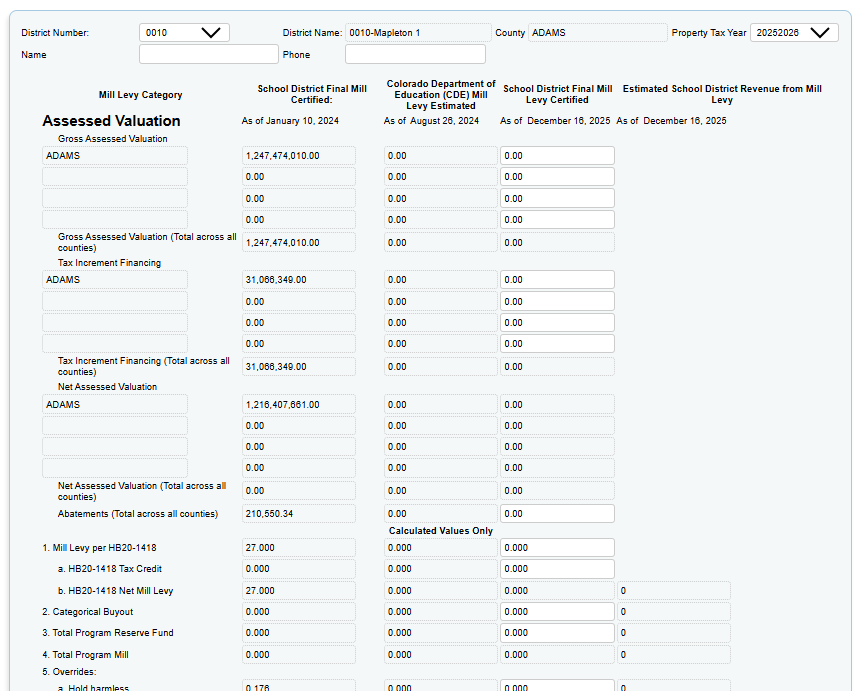 District Number: 0010 District Name: 0010-Mapleton 1 County ADAMS Property Tax Year 20252026
Name Phone
Mill Levy Category
School District Final Mill
Certified:
Colorado Department of
Education (CDE) Mill
Levy Estimated
School District Final Mill
Levy Certified
Estimated School District Revenue from Mill
Levy
Assessed Valuation As of January 10, 2024 As of August 26, 2024 As of December 16, 2025 As of December 16, 2025
Gross Assessed Valuation
ADAMS 1,247,474,010.00 0.00 0.00
0.00 0.00 0.00
0.00 0.00 0.00
0.00 0.00 0.00
Gross Assessed Valuation (Total across all
counties) 1,247,474,010.00 0.00 0.00
Tax Increment Financing
ADAMS 31,066,349.00 0.00 0.00
0.00 0.00 0.00
0.00 0.00 0.00
0.00 0.00 0.00
Tax Increment Financing (Total across all
counties) 31,066,349.00 0.00 0.00
Net Assessed Valuation
ADAMS 1,216,407,661.00 0.00 0.00
0.00 0.00 0.00
0.00 0.00 0.00
0.00 0.00 0.00
Net Assessed Valuation (Total across all
counties) 0.00 0.00 0.00
Abatements (Total across all counties) 210,550.34 0.00 0.00
Calculated Values Only
1. Mill Levy per HB20-1418 27.000 0.000 0.000
a. HB20-1418 Tax Credit 0.000 0.000 0.000
b. HB20-1418 Net Mill Levy 27.000 0.000 0.000 0
2. Categorical Buyout 0.000 0.000 0.000 0
3. Total Program Reserve Fund 0.000 0.000 0.000 0
4. Total Program Mill 0.000 0.000 0.000 0
5. Overrides:
a. Hold harmless 0.176 0.000 0.000 0